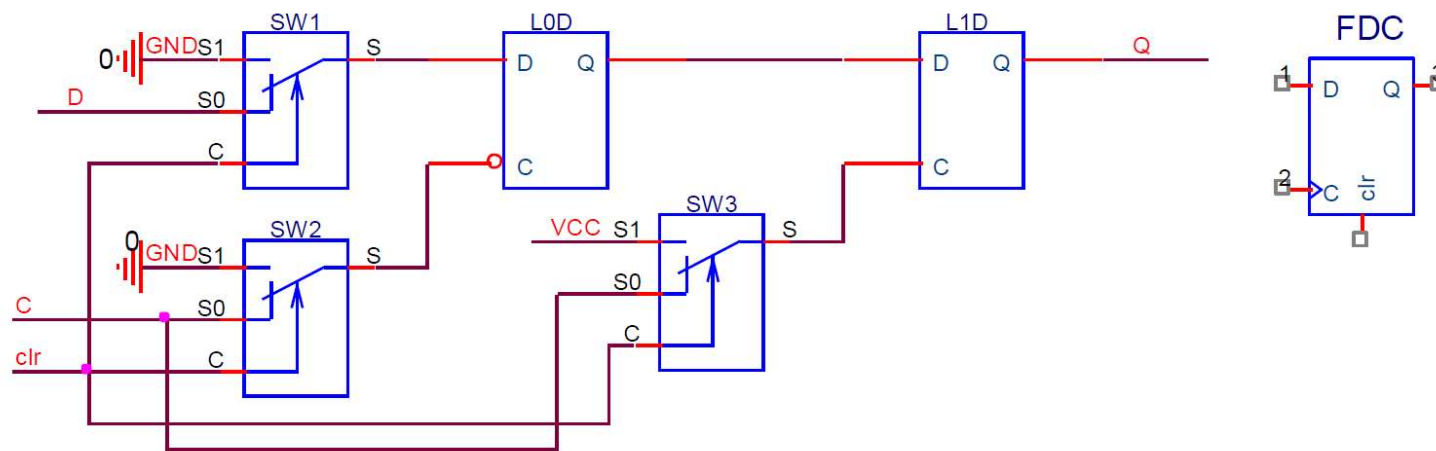 SW1
L0D
L1D
FDC
0 GND S1 S
D Q
D Q
Q
D S0
1 D Q
C
C
C
2 C clr
SW3
SW2
VCC S1 S
0 GND S1 S
S0
C S0
C
clr C